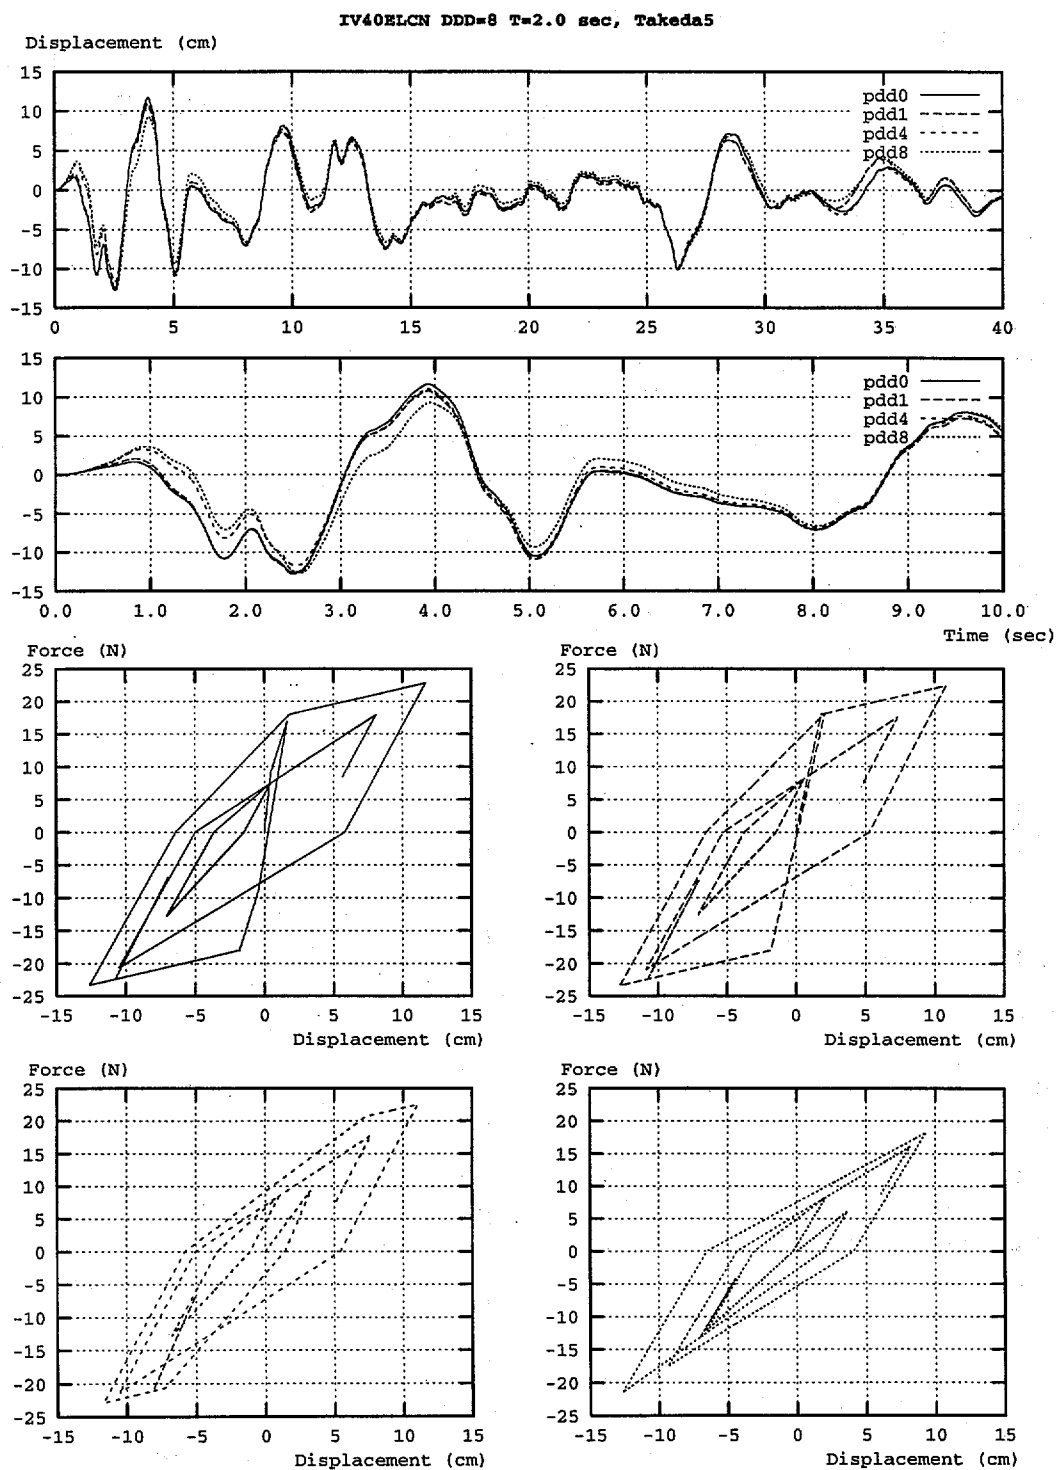 IV40ELCN DDD=8 T=2.0 sec, Takeda5
Displacement (cm)
15
10
5
0
-5
-10
-15
0 5 10 15 20 25 30 35 40
pdd0
pdd1
pdd4
pdd8
15
10
5
0
-5
-10
-15
0.0 1.0 2.0 3.0 4.0 5.0 6.0 7.0 8.0 9.0 10.0
pdd0
pdd1
pdd4
pdd8
Time (sec)
Force (N)
25
20
15
10
5
0
-5
-10
-15
-20
-25
-15 -10 -5 0 5 10 15
Displacement (cm)
Force (N)
25
20
15
10
5
0
-5
-10
-15
-20
-25
-15 -10 -5 0 5 10 15
Displacement (cm)
Force (N)
25
20
15
10
5
0
-5
-10
-15
-20
-25
-15 -10 -5 0 5 10 15
Displacement (cm)
Force (N)
25
20
15
10
5
0
-5
-10
-15
-20
-25
-15 -10 -5 0 5 10 15
Displacement (cm)